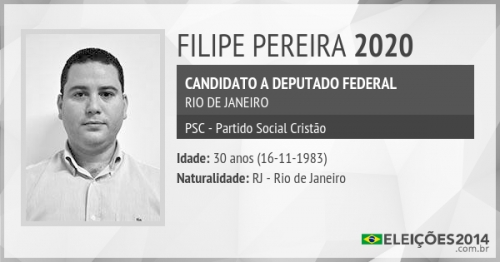 FILIPE PEREIRA 2020
CANDIDATO A DEPUTADO FEDERAL
RIO DE JANEIRO
PSC - Partido Social Cristão
Idade: 30 anos (16-11-1983)
Naturalidade: RJ - Rio de Janeiro
ELEIÇÕES2014
.com.br